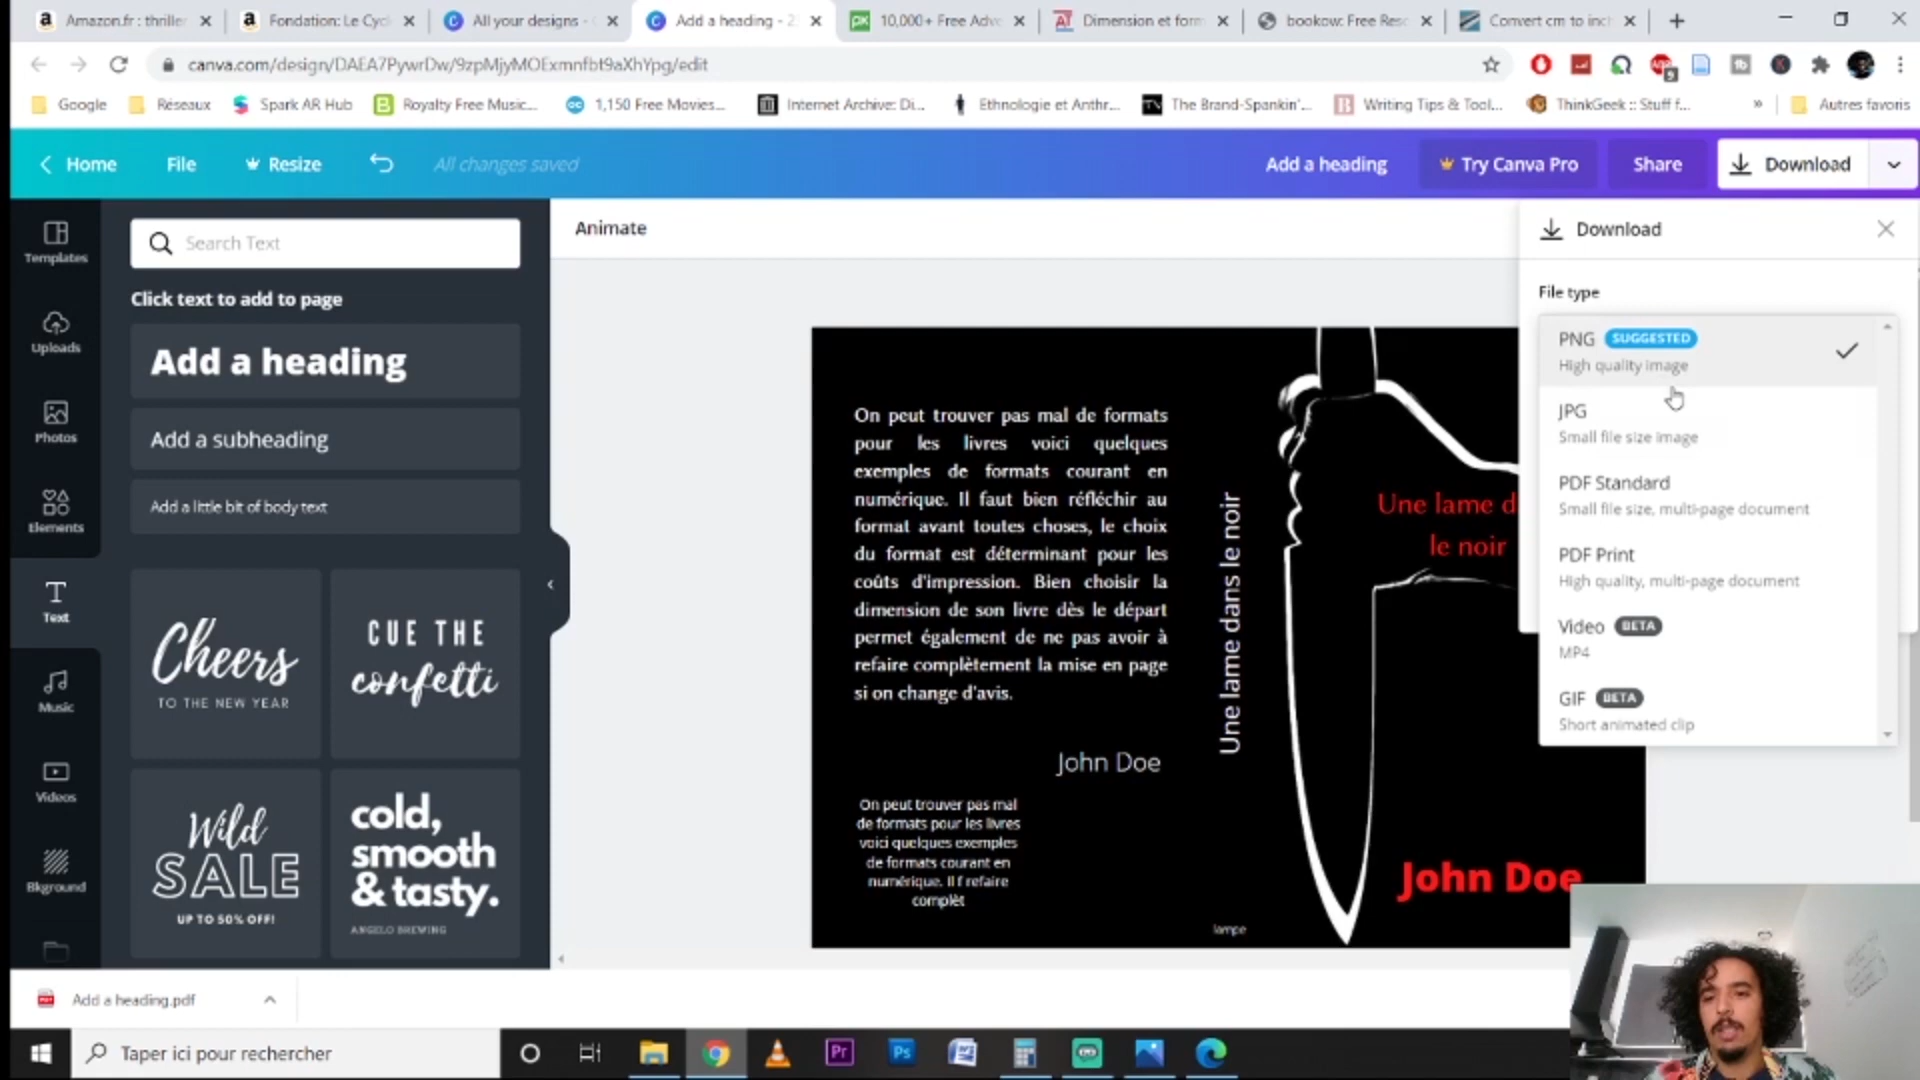 Amazon.fr : thriller
Fondation: Le Cycl
All your designs -
Add a heading - 2
10,000+ Free Adve
Dimension et form
bookow: Free Res
Convert cm to inch
canva.com/design/DAEA7PywrDw/9zpMjyMOExmnfbt9aXhYpg/edit
Google
Réseaux
Spark AR Hub
Royalty Free Music...
1,150 Free Movies...
Internet Archive: Di...
Ethnologie et Anthr...
The Brand-Spankin'...
Writing Tips & Tool...
ThinkGeek :: Stuff f...
»
Autres favoris
Home
File
Resize
All changes saved
Add a heading
Try Canva Pro
Share
Download
Templates
Uploads
Photos
Elements
Text
Music
Videos
Bkground
Search Text
Click text to add to page
Add a heading
Add a subheading
Add a little bit of body text
Cheers
TO THE NEW YEAR
CUE THE
confetti
Wild
SALE
UP TO 50% OFF!
cold,
smooth
& tasty.
ANGELO BREWING
Animate
On peut trouver pas mal de formats
pour les livres voici quelques
exemples de formats courant en
numérique. Il faut bien réfléchir au
format avant toutes choses, le choix
du format est déterminant pour les
coûts d'impression. Bien choisir la
dimension de son livre dès le départ
permet également de ne pas avoir à
refaire complètement la mise en page
si on change d'avis.
John Doe
On peut trouver pas mal
de formats pour les livres
voici quelques exemples
de formats courant en
numérique. Il f refaire
complèt
Une lame dans le noir
lampe
Une lame d
le noir
John Doe
Download
File type
PNG SUGGESTED
High quality image
JPG
Small file size image
PDF Standard
Small file size, multi-page document
PDF Print
High quality, multi-page document
Video BETA
MP4
GIF BETA
Short animated clip
Add a heading.pdf
Taper ici pour rechercher
Pr
Ps